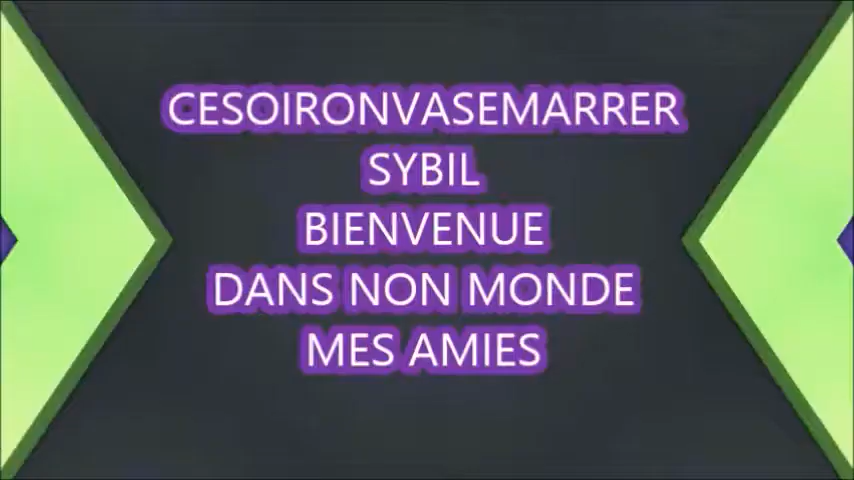 CESOIRONVASEMARRER
SYBIL
BIENVENUE
DANS NON MONDE
MES AMIES